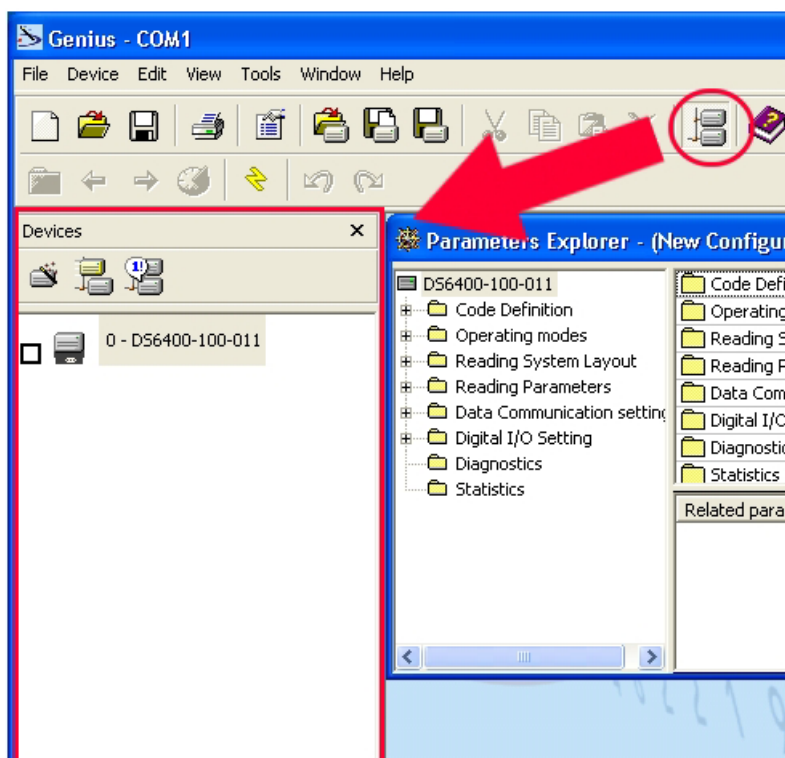 Genius - COM1
File Device Edit View Tools Window Help
Devices
0 - DS6400-100-011
Parameters Explorer - (New Configu
DS6400-100-011
Code Definition
Operating modes
Reading System Layout
Reading Parameters
Data Communication setting
Digital I/O Setting
Diagnostics
Statistics
Code Defi
Operating
Reading S
Reading P
Data Com
Digital I/O
Diagnostic
Statistics
Related para